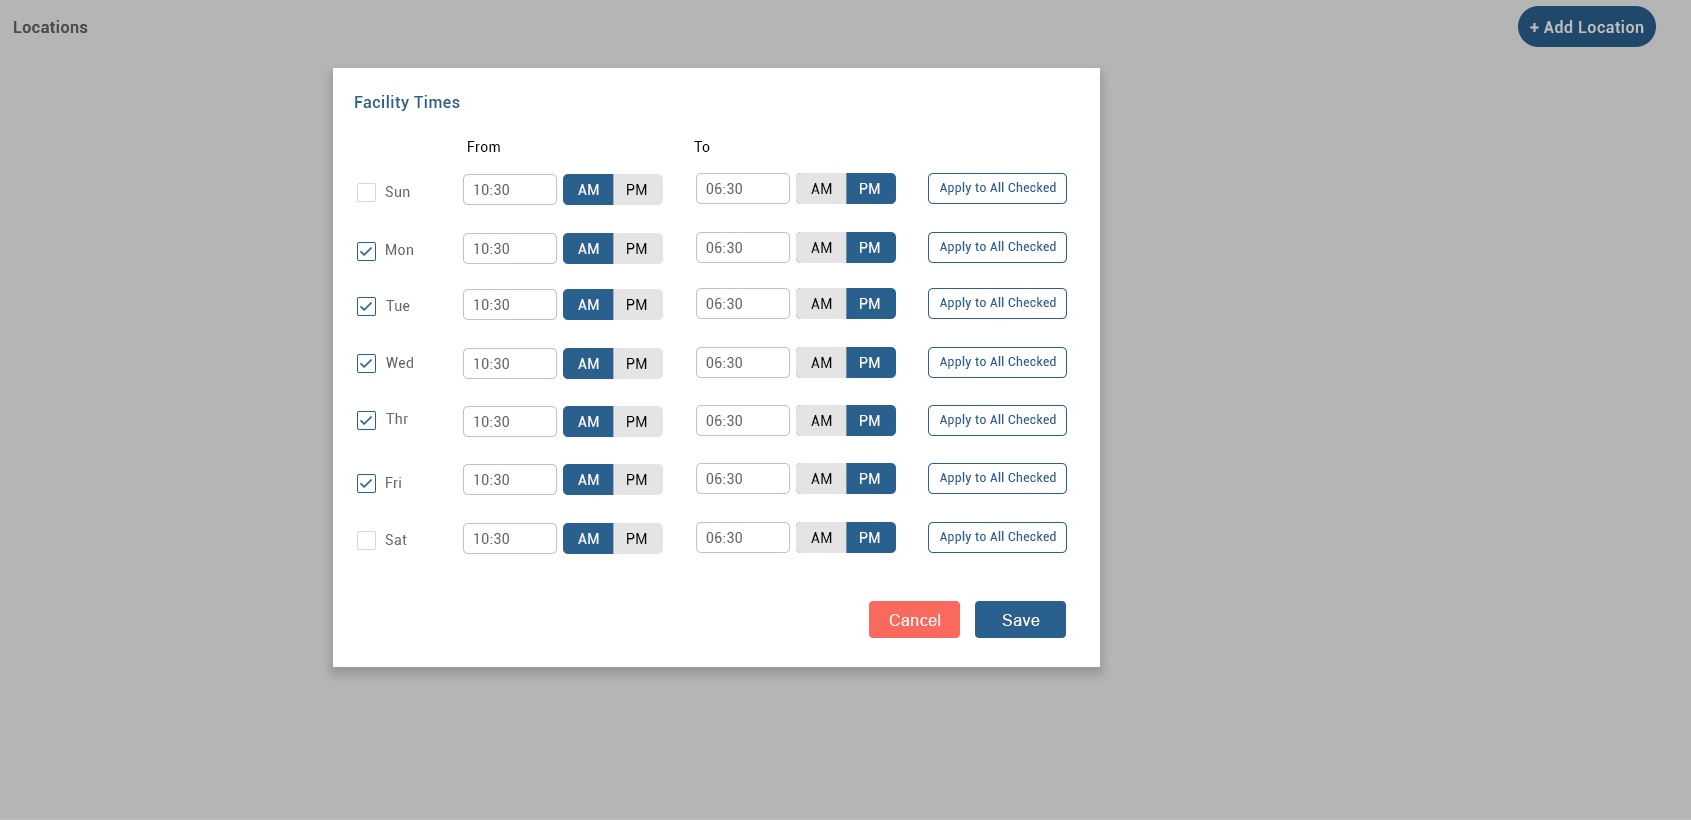 Locations
+ Add Location
Facility Times
From To
Sun 10:30 AM PM 06:30 AM PM Apply to All Checked
Mon 10:30 AM PM 06:30 AM PM Apply to All Checked
Tue 10:30 AM PM 06:30 AM PM Apply to All Checked
Wed 10:30 AM PM 06:30 AM PM Apply to All Checked
Thr 10:30 AM PM 06:30 AM PM Apply to All Checked
Fri 10:30 AM PM 06:30 AM PM Apply to All Checked
Sat 10:30 AM PM 06:30 AM PM Apply to All Checked
Cancel Save